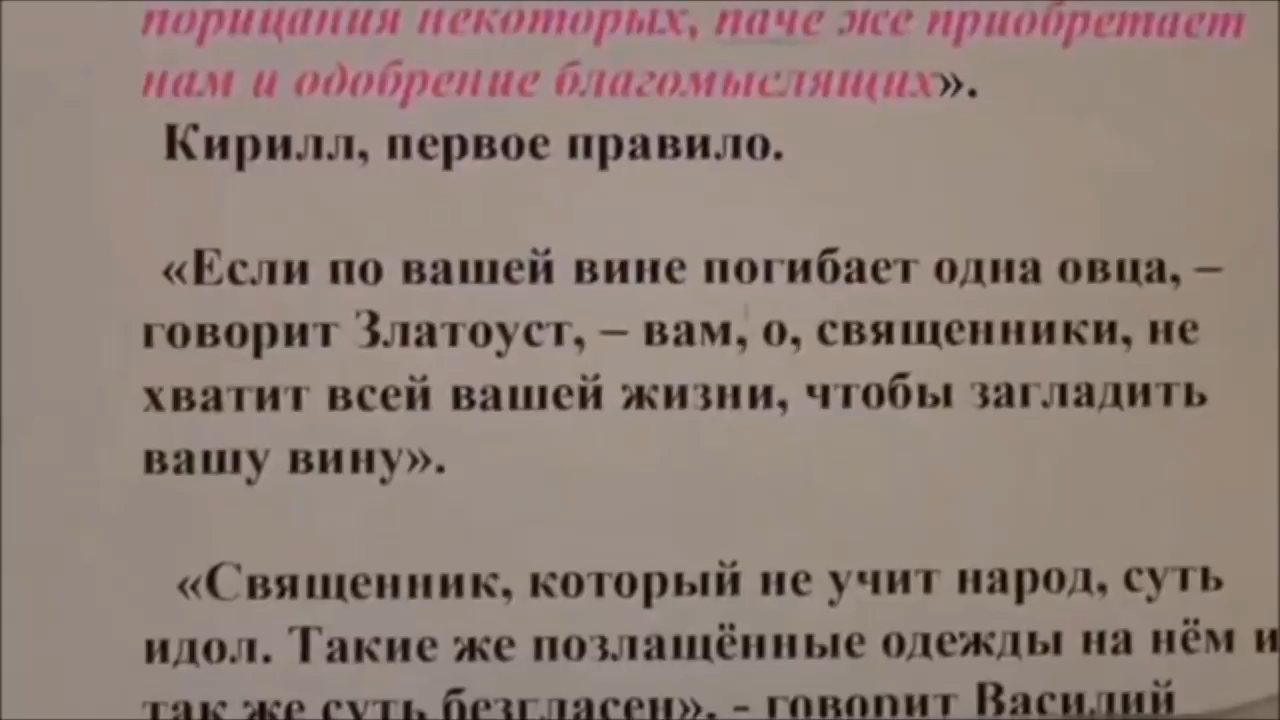 порицания некоторых, паче же приобретает
нам и одобрение благомыслящих».
Кирилл, первое правило.
«Если по вашей вине погибает одна овца, –
говорит Златоуст, – вам, о, священники, не
хватит всей вашей жизни, чтобы загладить
вашу вину».
«Священник, который не учит народ, суть
идол. Такие же позлащённые одежды на нём и
так же суть безгласен», - говорит Василий